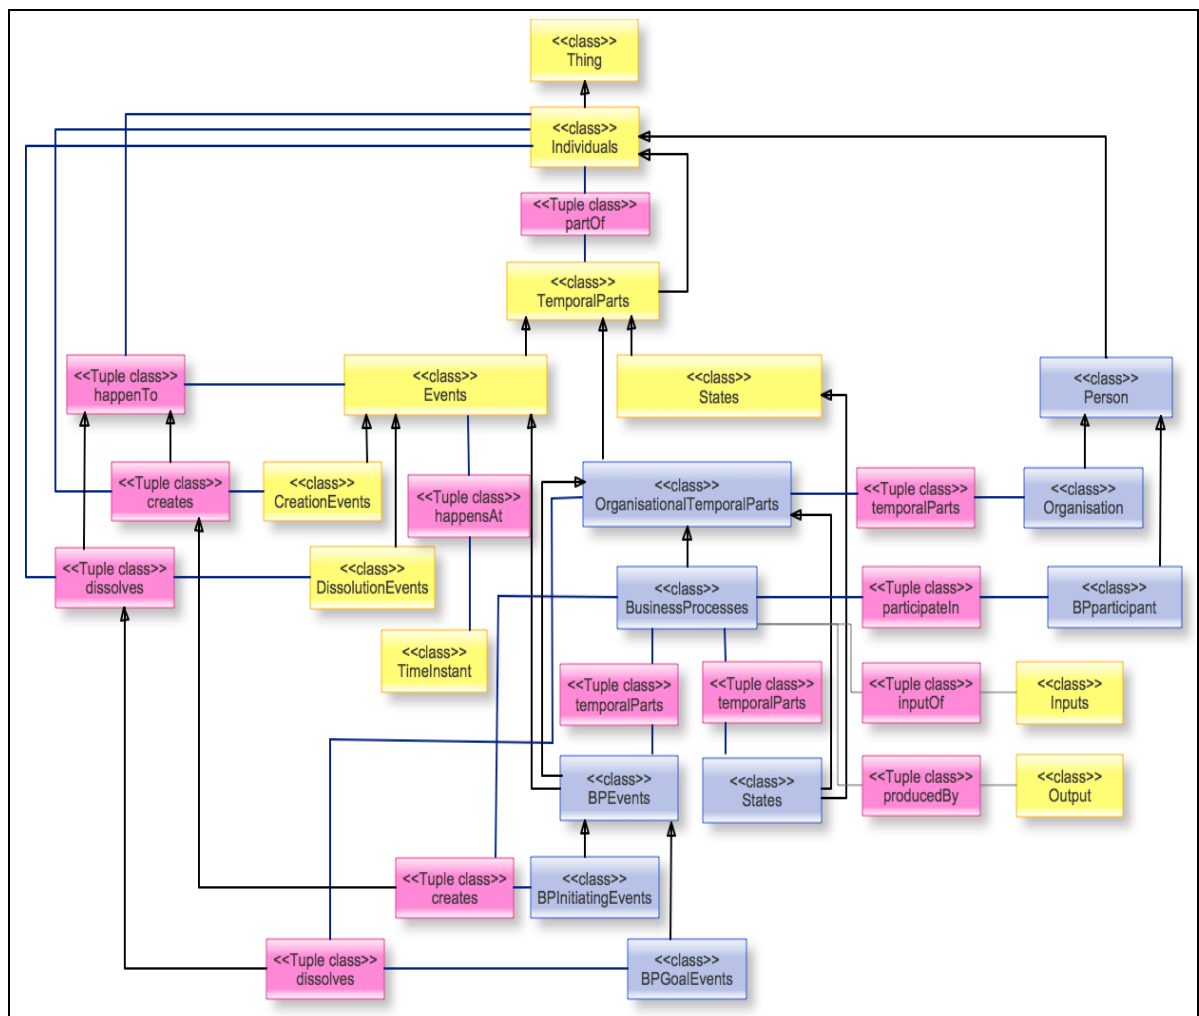 <<class>>
Thing
<<class>>
Individuals
<<Tuple class>>
partOf
<<class>>
TemporalParts
<<Tuple class>>
happenTo
<<class>>
Events
<<class>>
States
<<class>>
Person
<<Tuple class>>
creates
<<class>>
CreationEvents
<<Tuple class>>
happensAt
<<class>>
OrganisationalTemporalParts
<<Tuple class>>
temporalParts
<<class>>
Organisation
<<Tuple class>>
dissolves
<<class>>
DissolutionEvents
<<class>>
BusinessProcesses
<<Tuple class>>
participateIn
<<class>>
BPparticipant
<<class>>
TimeInstant
<<Tuple class>>
temporalParts
<<Tuple class>>
temporalParts
<<Tuple class>>
inputOf
<<class>>
Inputs
<<class>>
BPEvents
<<class>>
States
<<Tuple class>>
producedBy
<<class>>
Output
<<Tuple class>>
creates
<<class>>
BPInitiatingEvents
<<Tuple class>>
dissolves
<<class>>
BPGoalEvents